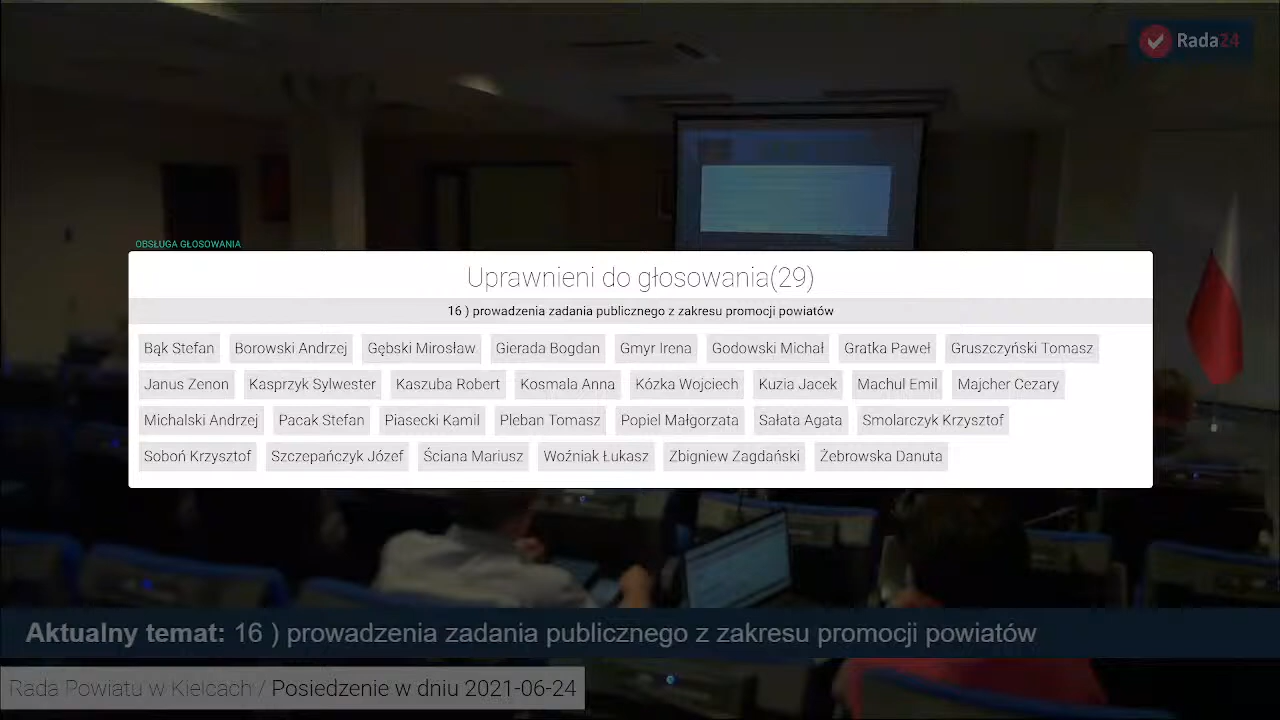 Rada24
OBSŁUGA GŁOSOWANIA
Uprawnieni do głosowania(29)
16 ) prowadzenia zadania publicznego z zakresu promocji powiatów
Bąk Stefan Borowski Andrzej Gębski Mirosław Gierada Bogdan Gmyr Irena Godowski Michał Gratka Paweł Gruszczyński Tomasz
Janus Zenon Kasprzyk Sylwester Kaszuba Robert Kosmala Anna Kózka Wojciech Kuzia Jacek Machul Emil Majcher Cezary
Michalski Andrzej Pacak Stefan Piasecki Kamil Pleban Tomasz Popiel Małgorzata Sałata Agata Smolarczyk Krzysztof
Soboń Krzysztof Szczepańczyk Józef Ściana Mariusz Woźniak Łukasz Zbigniew Zagdański Żebrowska Danuta
Aktualny temat: 16 ) prowadzenia zadania publicznego z zakresu promocji powiatów
Rada Powiatu w Kielcach / Posiedzenie w dniu 2021-06-24